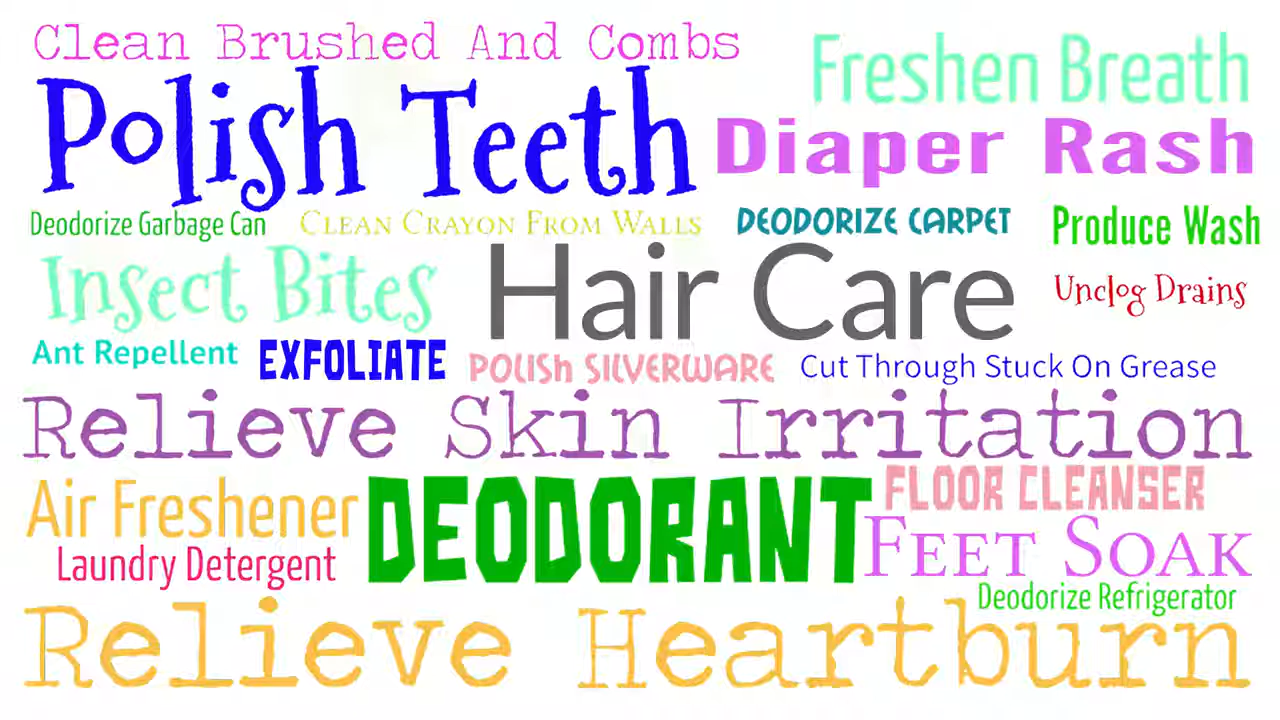 Clean Brushed And Combs
Freshen Breath
Polish Teeth
Diaper Rash
Deodorize Garbage Can
CLEAN CRAYON FROM WALLS
DEODORIZE CARPET
Produce Wash
Insect Bites
Hair Care
Unclog Drains
Ant Repellent
EXFOLIATE
POLISh SILVERWARE
Cut Through Stuck On Grease
Relieve Skin Irritation
Air Freshener
DEODORANT
FLOOR CLEANSER
FEET SOAK
Laundry Detergent
Deodorize Refrigerator
Relieve Heartburn